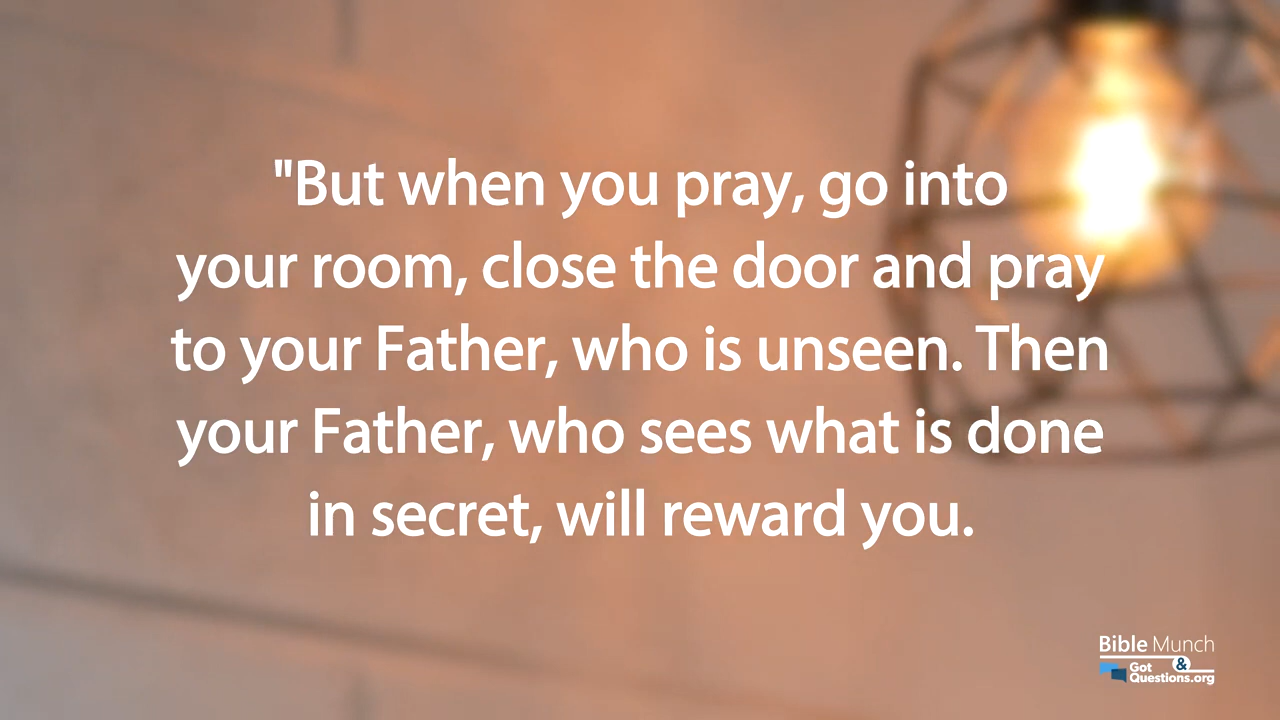 "But when you pray, go into
your room, close the door and pray
to your Father, who is unseen. Then
your Father, who sees what is done
in secret, will reward you.
Bible Munch
&
Got
Questions.org